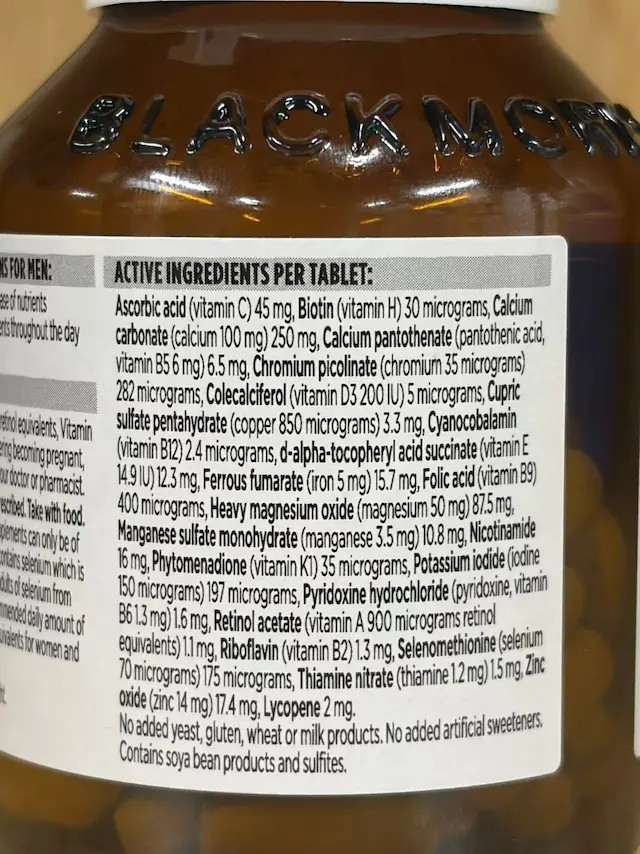 BLACKMOR
NS FOR MEN:
ase of nutrients
ents throughout the day
retinol equivalents, Vitamin
ering becoming pregnant,
our doctor or pharmacist.
escribed. Take with food.
plements can only be of
ontains selenium which is
dults of selenium from
mended daily amount of
uivalents for women and
ht.
ACTIVE INGREDIENTS PER TABLET:
Ascorbic acid (vitamin C) 45 mg, Biotin (vitamin H) 30 micrograms, Calcium
carbonate (calcium 100 mg) 250 mg, Calcium pantothenate (pantothenic acid,
vitamin B5 6 mg) 6.5 mg, Chromium picolinate (chromium 35 micrograms)
282 micrograms, Colecalciferol (vitamin D3 200 IU) 5 micrograms, Cupric
sulfate pentahydrate (copper 850 micrograms) 3.3 mg, Cyanocobalamin
(vitamin B12) 2.4 micrograms, d-alpha-tocopheryl acid succinate (vitamin E
14.9 IU) 12.3 mg, Ferrous fumarate (iron 5 mg) 15.7 mg, Folic acid (vitamin B9)
400 micrograms, Heavy magnesium oxide (magnesium 50 mg) 87.5 mg,
Manganese sulfate monohydrate (manganese 3.5 mg) 10.8 mg, Nicotinamide
16 mg, Phytomenadione (vitamin K1) 35 micrograms, Potassium iodide (iodine
150 micrograms) 197 micrograms, Pyridoxine hydrochloride (pyridoxine, vitamin
B6 1.3 mg) 1.6 mg, Retinol acetate (vitamin A 900 micrograms retinol
equivalents) 1.1 mg, Riboflavin (vitamin B2) 1.3 mg, Selenomethionine (selenium
70 micrograms) 175 micrograms, Thiamine nitrate (thiamine 1.2 mg) 1.5 mg, Zinc
oxide (zinc 14 mg) 17.4 mg, Lycopene 2 mg.
No added yeast, gluten, wheat or milk products. No added artificial sweeteners.
Contains soya bean products and sulfites.